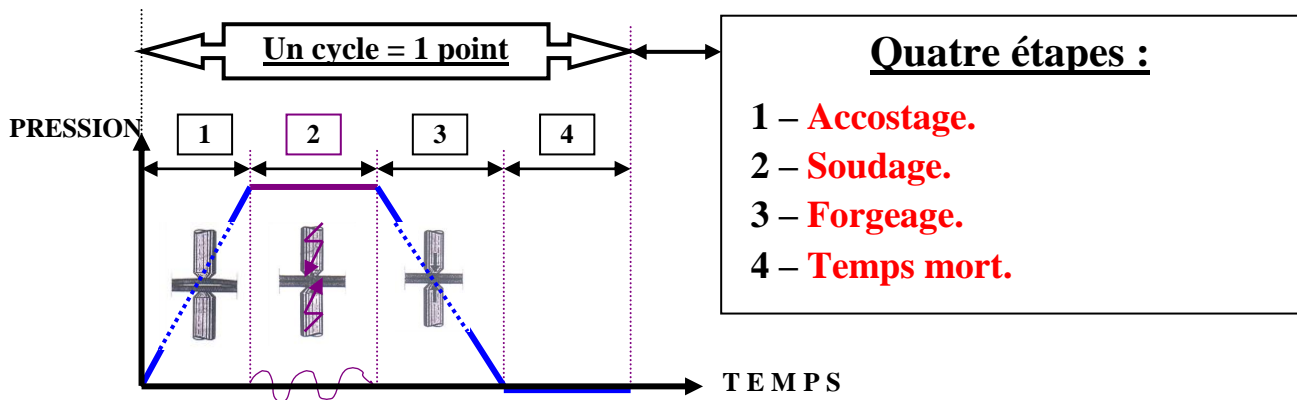 Un cycle = 1 point
PRESSION
1
2
3
4
T E M P S
Quatre étapes :
1 – Accostage.
2 – Soudage.
3 – Forgeage.
4 – Temps mort.